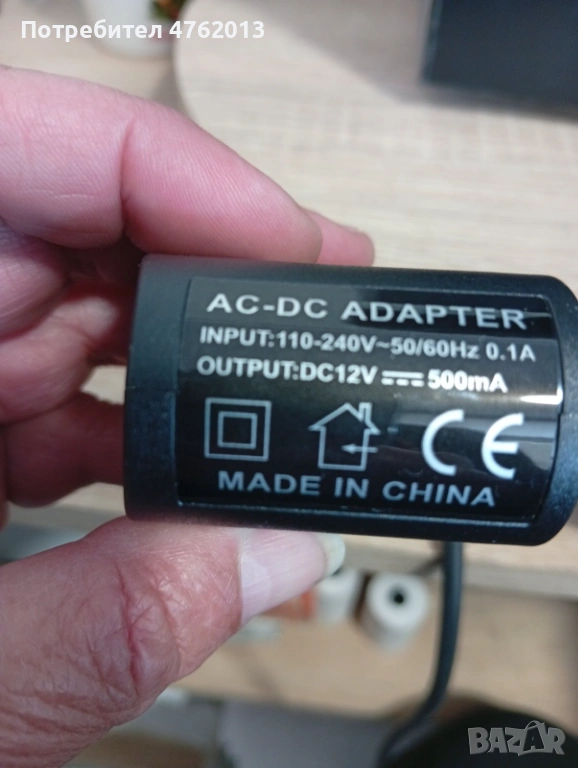 Потребител 4762013
AC-DC ADAPTER
INPUT:110-240V~50/60Hz 0.1A
OUTPUT:DC12V⎓500mA
CE
MADE IN CHINA
BAZAR